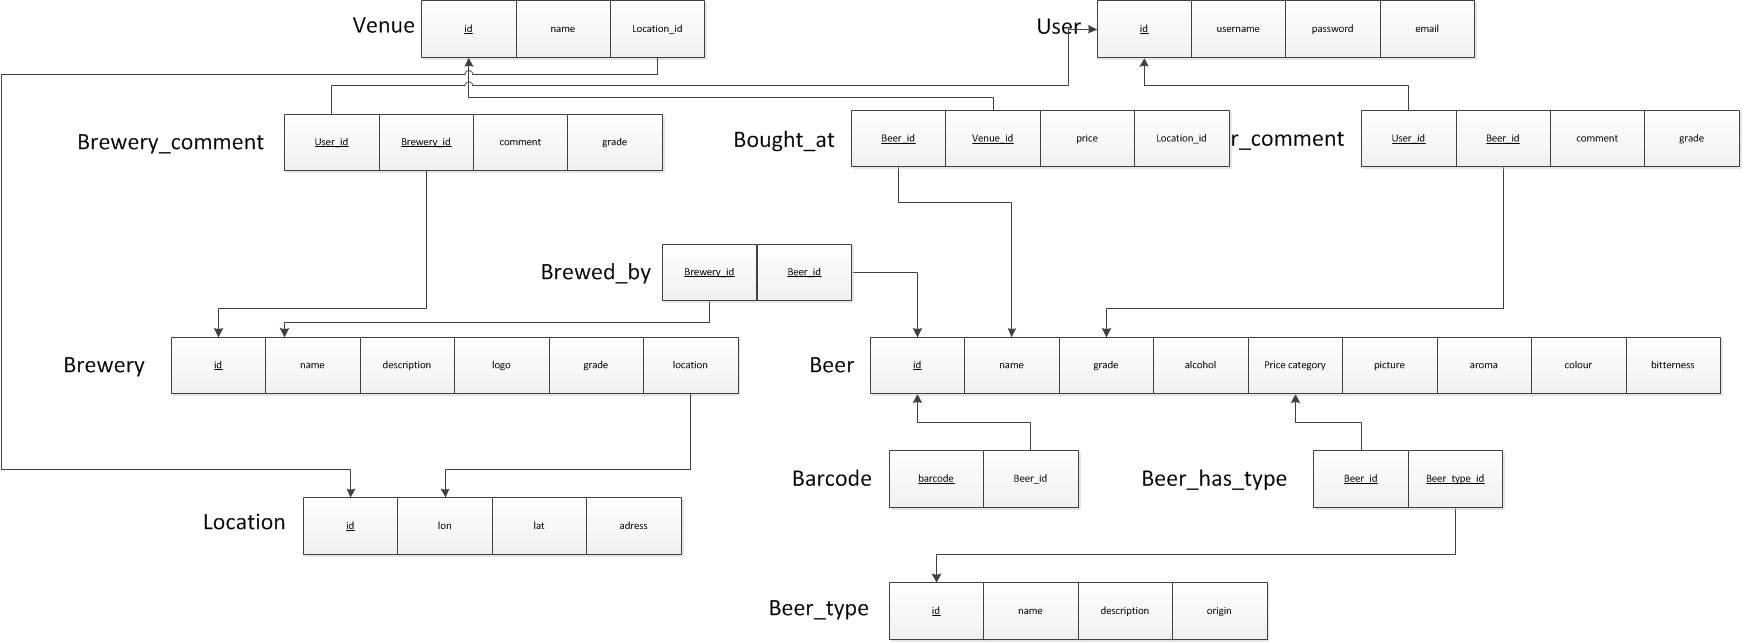 Venue id name Location_id
User id username password email
Brewery_comment User_id Brewery_id comment grade
Bought_at Beer_id Venue_id price Location_id
r_comment User_id Beer_id comment grade
Brewed_by Brewery_id Beer_id
Brewery id name description logo grade location
Beer id name grade alcohol Price category picture aroma colour bitterness
Barcode barcode Beer_id
Beer_has_type Beer_id Beer_type_id
Location id lon lat adress
Beer_type id name description origin